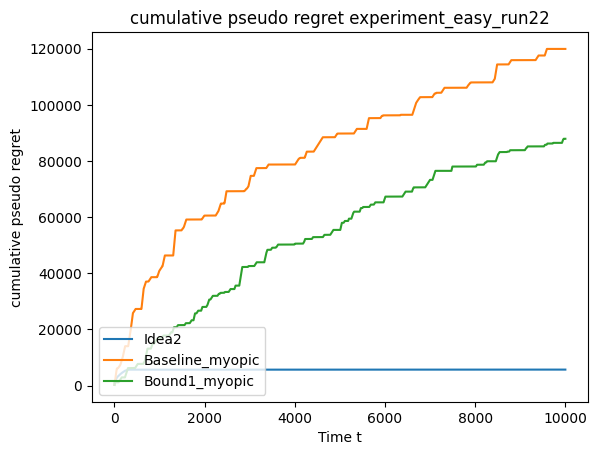 cumulative pseudo regret experiment_easy_run22
120000
100000
80000
60000
40000
20000
0
cumulative pseudo regret
Idea2
Baseline_myopic
Bound1_myopic
0
2000
4000
6000
8000
10000
Time t